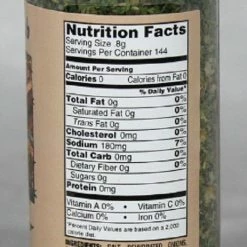 Nutrition Facts
Serving Size .8g
Servings Per Container 144
Amount Per Serving
Calories 0 Calories from Fat 0
% Daily Value*
Total Fat 0g 0%
Saturated Fat 0g 0%
Trans Fat 0g
Cholesterol 0mg 0%
Sodium 180mg 7%
Total Carb 0mg 0%
Dietary Fiber 0g 0%
Sugars 0g
Protein 0mg
Vitamin A 0% • Vitamin C 0%
Calcium 0% • Iron 0%
*Percent Daily Values are based on a 2,000
calorie diet.
INGREDIENTS: SALT, DEHYDRATED ONIONS,